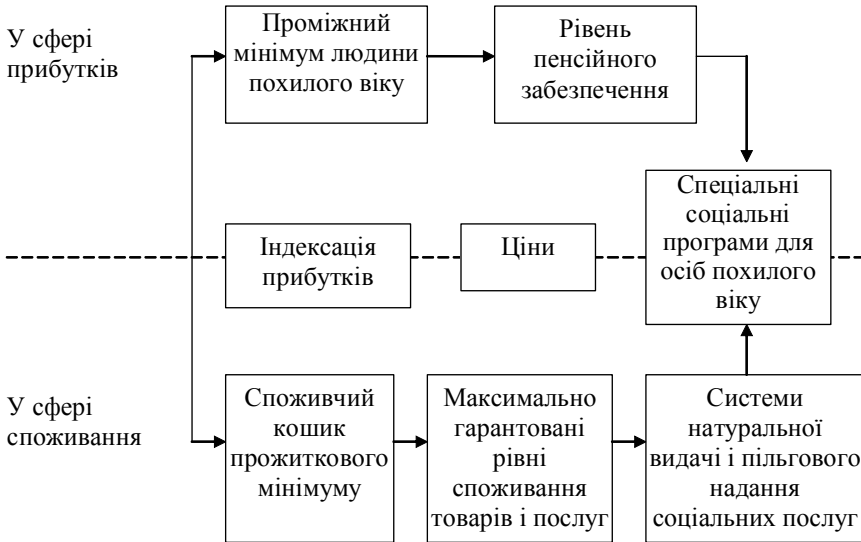 У сфері
прибутків
Проміжний
мінімум людини
похилого віку
Рівень
пенсійного
забезпечення
Індексація
прибутків
Ціни
Спеціальні
соціальні
програми для
осіб похилого
віку
У сфері
споживання
Споживчий
кошик
прожиткового
мінімуму
Максимально
гарантовані
рівні
споживання
товарів і послуг
Системи
натуральної
видачі і пільгового
надання
соціальних послуг